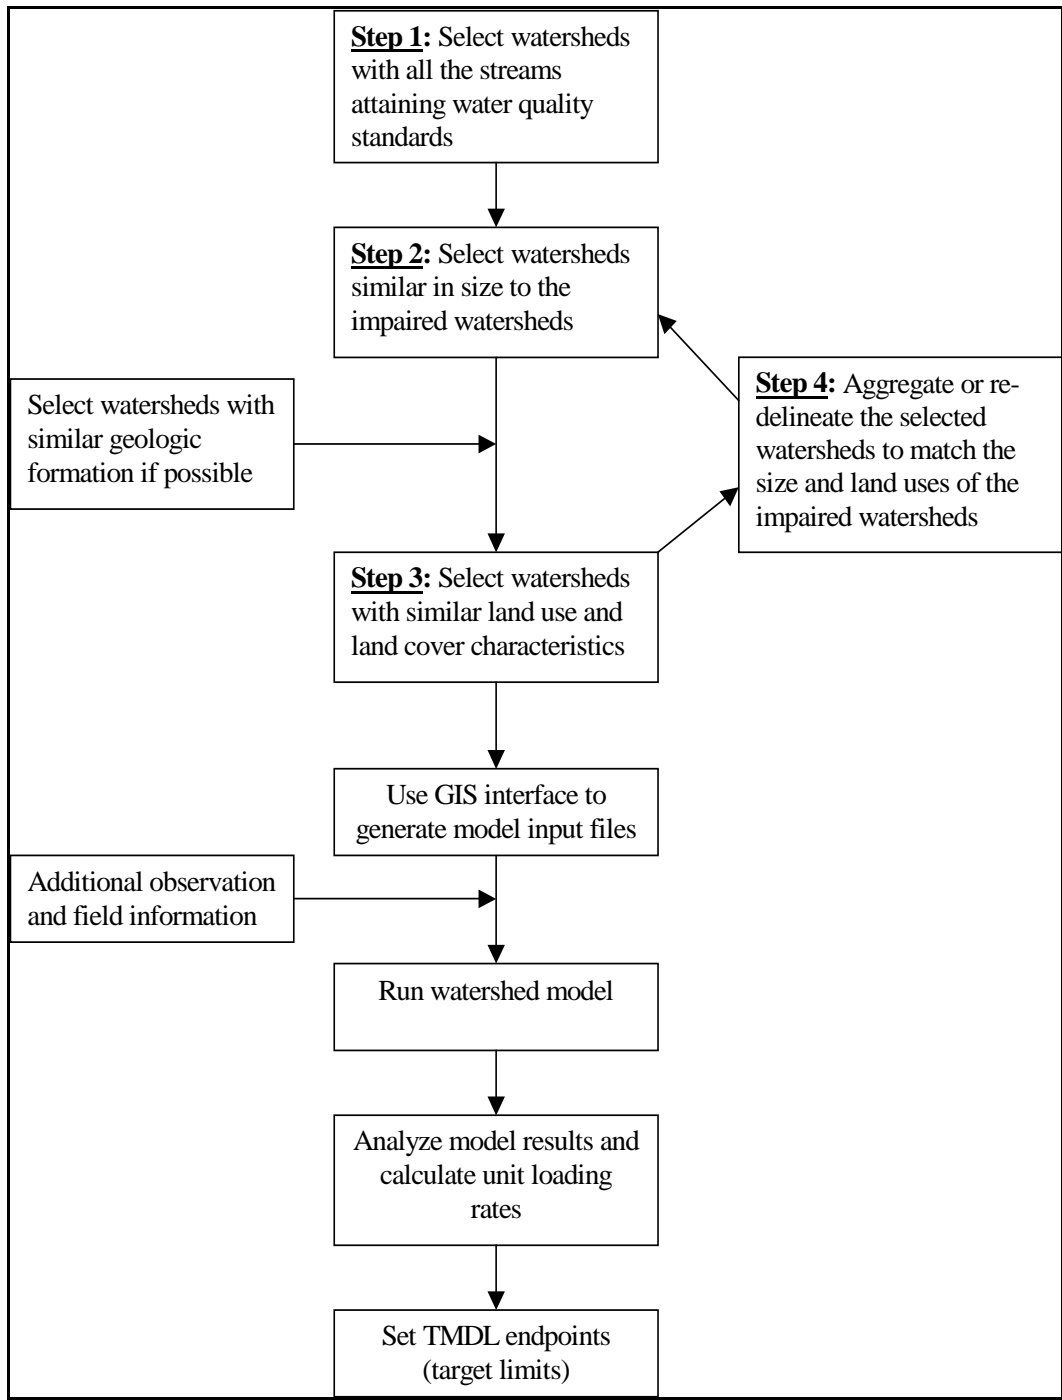 Step 1: Select watersheds
with all the streams
attaining water quality
standards
Step 2: Select watersheds
similar in size to the
impaired watersheds
Select watersheds with
similar geologic
formation if possible
Step 4: Aggregate or re-
delineate the selected
watersheds to match the
size and land uses of the
impaired watersheds
Step 3: Select watersheds
with similar land use and
land cover characteristics
Use GIS interface to
generate model input files
Additional observation
and field information
Run watershed model
Analyze model results and
calculate unit loading
rates
Set TMDL endpoints
(target limits)